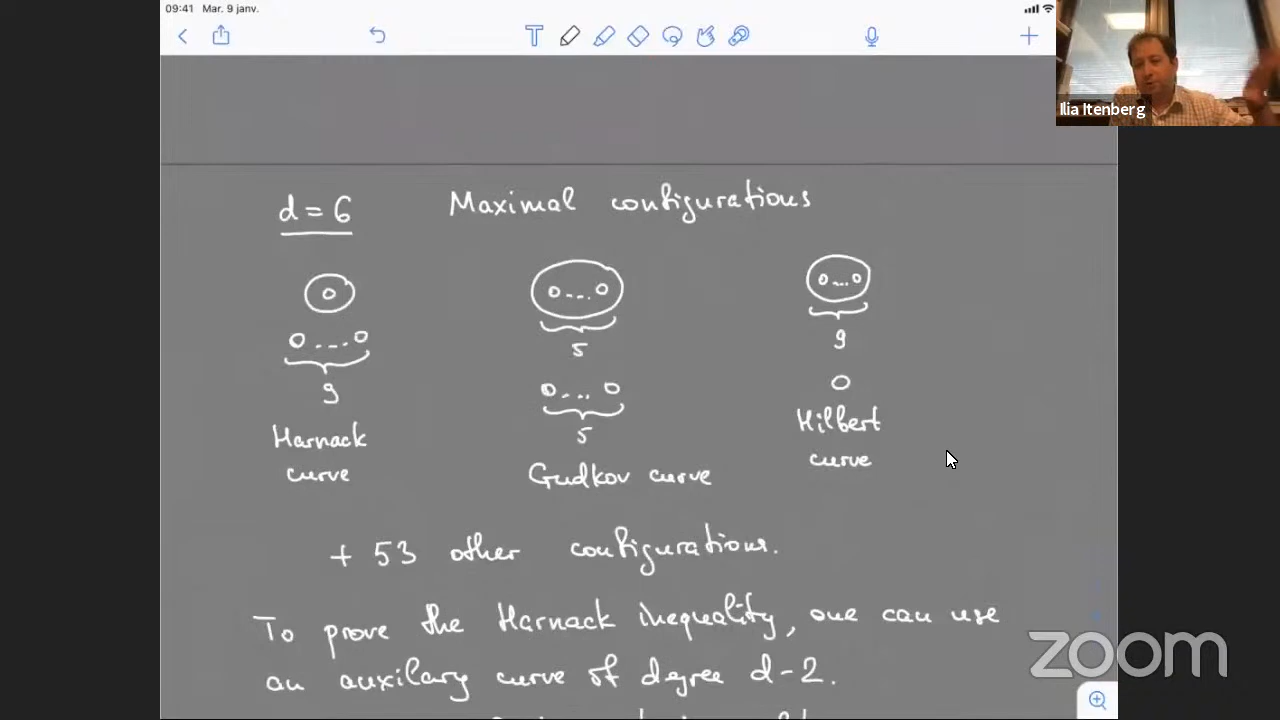 09:41 Mar. 9 janv.
Ilia Itenberg
d = 6 Maximal configurations
o
o...o
9
Harnack
curve
o...o
5
o...o
5
Gudkov curve
o...o
9
o
Hilbert
curve
+ 53 other configurations.
To prove the Harnack inequality, one can use
an auxilary curve of degree d-2.
zoom